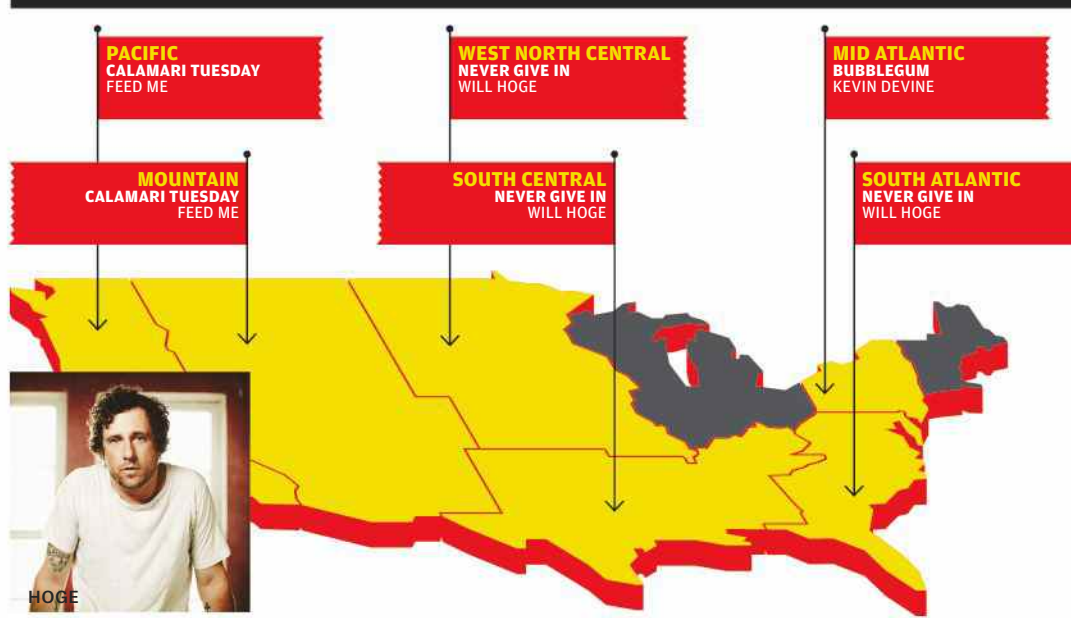 PACIFIC
CALAMARI TUESDAY
FEED ME
WEST NORTH CENTRAL
NEVER GIVE IN
WILL HOGE
MID ATLANTIC
BUBBLEGUM
KEVIN DEVINE
MOUNTAIN
CALAMARI TUESDAY
FEED ME
SOUTH CENTRAL
NEVER GIVE IN
WILL HOGE
SOUTH ATLANTIC
NEVER GIVE IN
WILL HOGE
HOGE